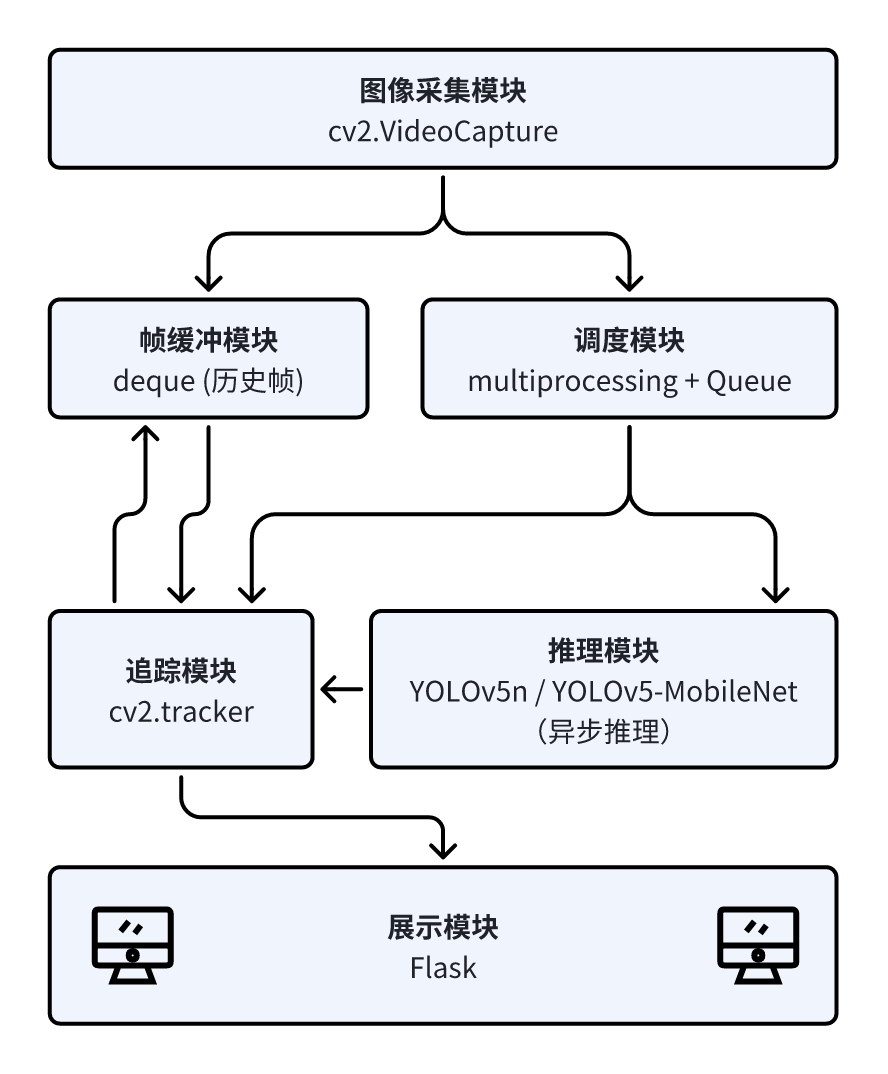 图像采集模块
cv2.VideoCapture
帧缓冲模块
deque (历史帧)
调度模块
multiprocessing + Queue
追踪模块
cv2.tracker
推理模块
YOLOv5n / YOLOv5-MobileNet
（异步推理）
展示模块
Flask